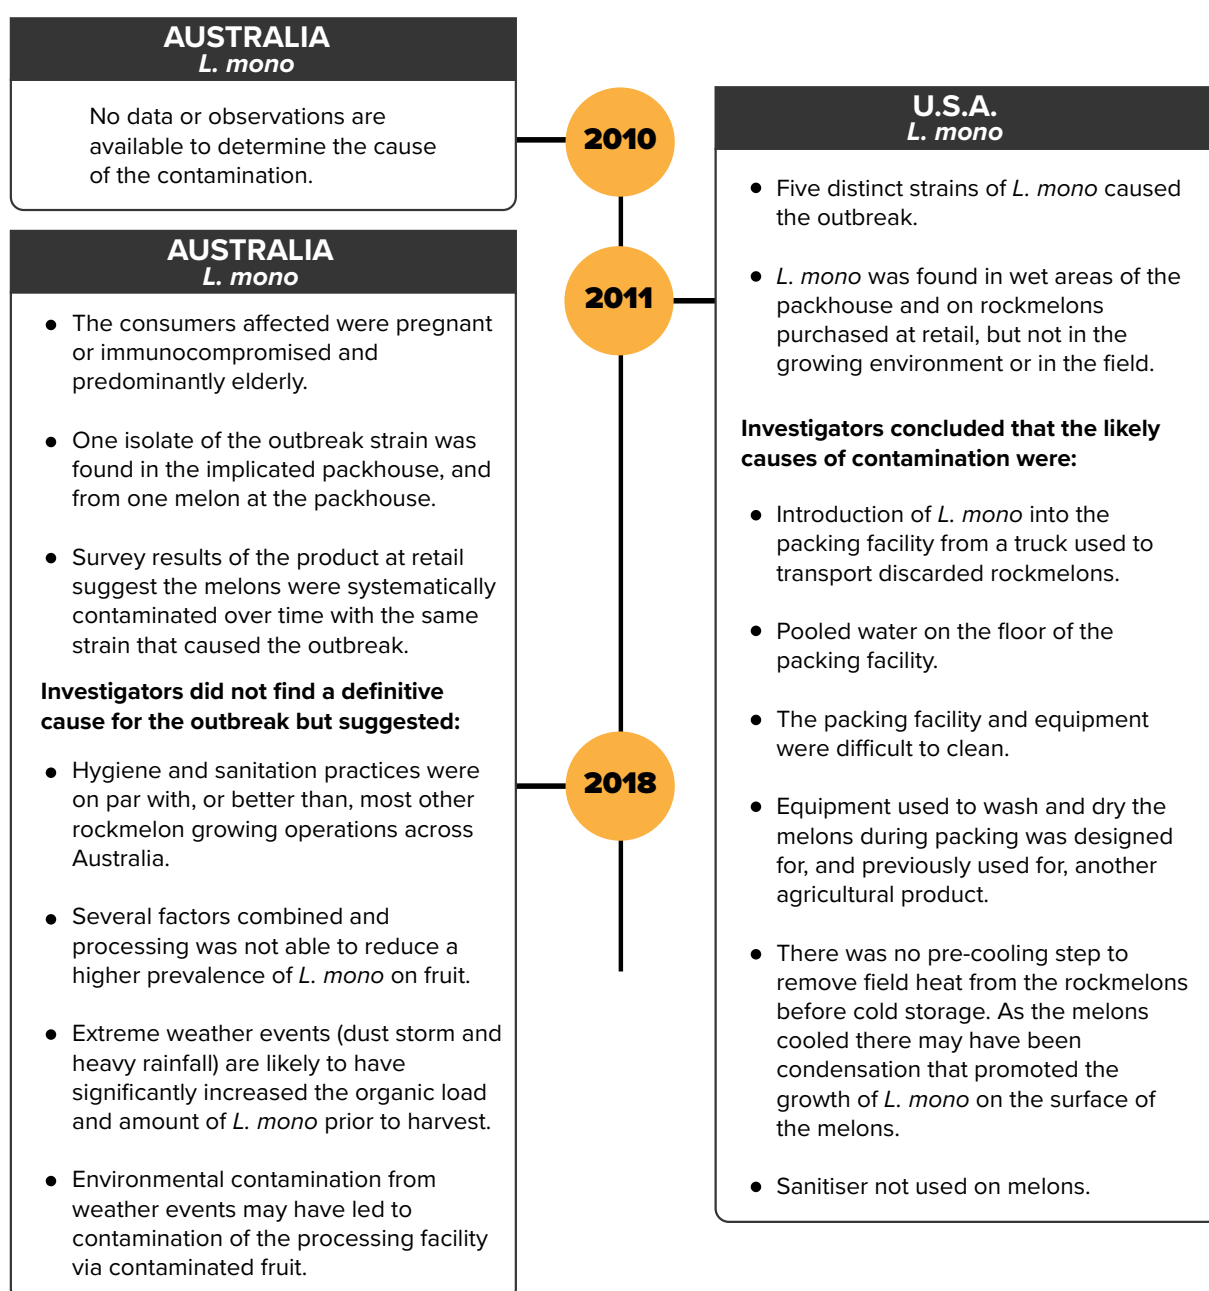 AUSTRALIA
L. mono
No data or observations are
available to determine the cause
of the contamination.
2010
U.S.A.
L. mono
Five distinct strains of L. mono caused
the outbreak.
L. mono was found in wet areas of the
packhouse and on rockmelons
purchased at retail, but not in the
growing environment or in the field.
Investigators concluded that the likely
causes of contamination were:
Introduction of L. mono into the
packing facility from a truck used to
transport discarded rockmelons.
Pooled water on the floor of the
packing facility.
The packing facility and equipment
were difficult to clean.
Equipment used to wash and dry the
melons during packing was designed
for, and previously used for, another
agricultural product.
There was no pre-cooling step to
remove field heat from the rockmelons
before cold storage. As the melons
cooled there may have been
condensation that promoted the
growth of L. mono on the surface of
the melons.
Sanitiser not used on melons.
2011
AUSTRALIA
L. mono
The consumers affected were pregnant
or immunocompromised and
predominantly elderly.
One isolate of the outbreak strain was
found in the implicated packhouse, and
from one melon at the packhouse.
Survey results of the product at retail
suggest the melons were systematically
contaminated over time with the same
strain that caused the outbreak.
Investigators did not find a definitive
cause for the outbreak but suggested:
Hygiene and sanitation practices were
on par with, or better than, most other
rockmelon growing operations across
Australia.
Several factors combined and
processing was not able to reduce a
higher prevalence of L. mono on fruit.
Extreme weather events (dust storm and
heavy rainfall) are likely to have
significantly increased the organic load
and amount of L. mono prior to harvest.
Environmental contamination from
weather events may have led to
contamination of the processing facility
via contaminated fruit.
2018